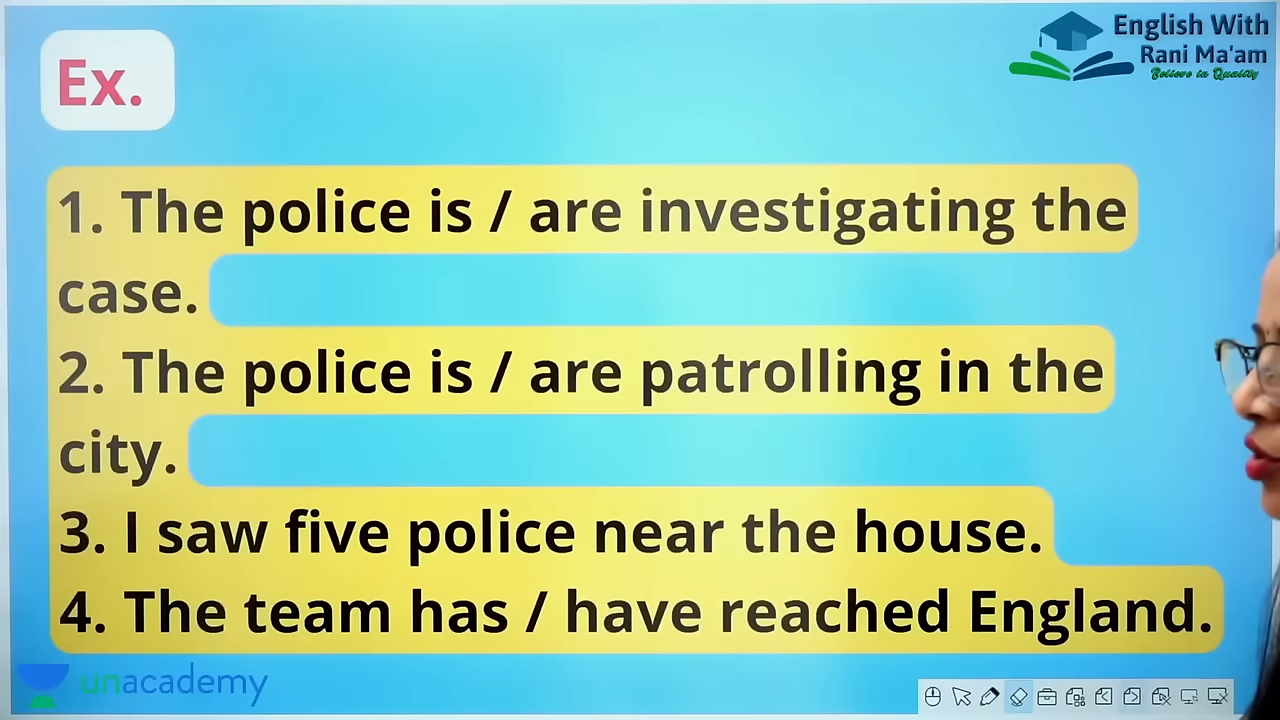 English With
Rani Ma'am
Believe in Quality
Ex.
1. The police is / are investigating the
case.
2. The police is / are patrolling in the
city.
3. I saw five police near the house.
4. The team has / have reached England.
unacademy